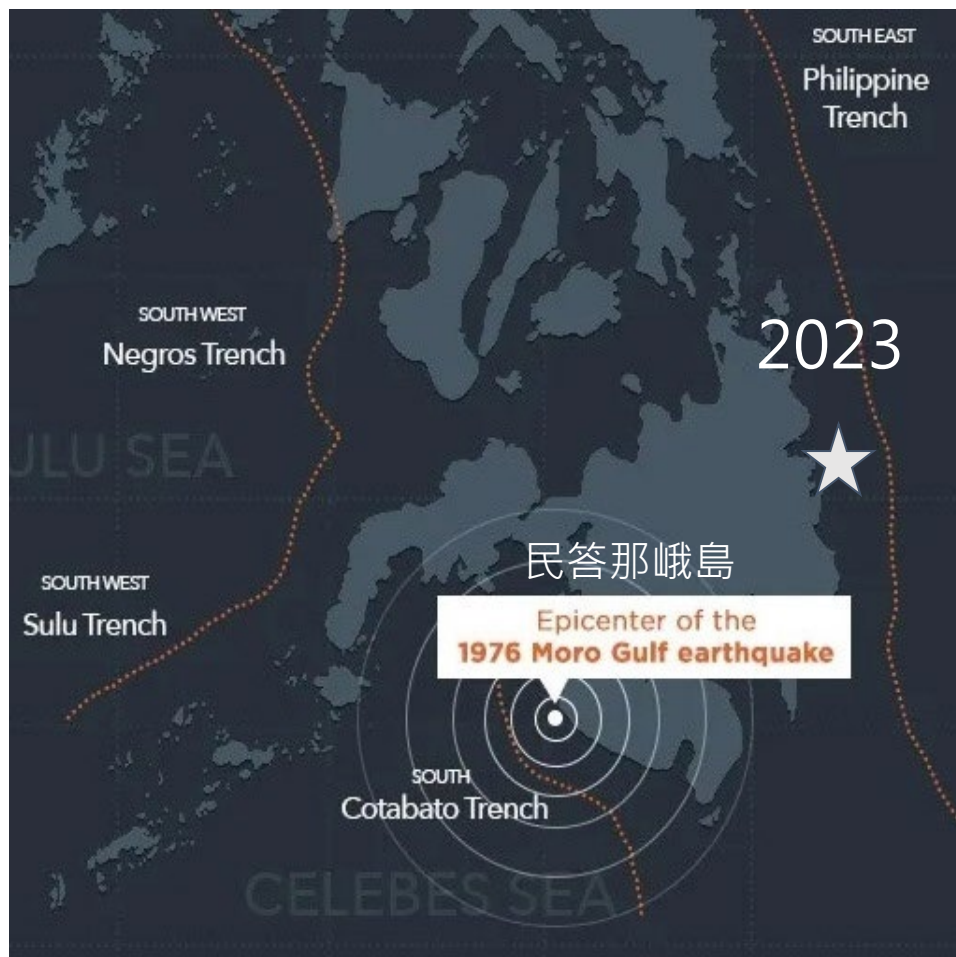 SOUTH EAST
Philippine
Trench
SOUTH WEST
Negros Trench
2023
ULU SEA
民答那峨島
SOUTH WEST
Sulu Trench
Epicenter of the
1976 Moro Gulf earthquake
SOUTH
Cotabato Trench
CELEBES SEA